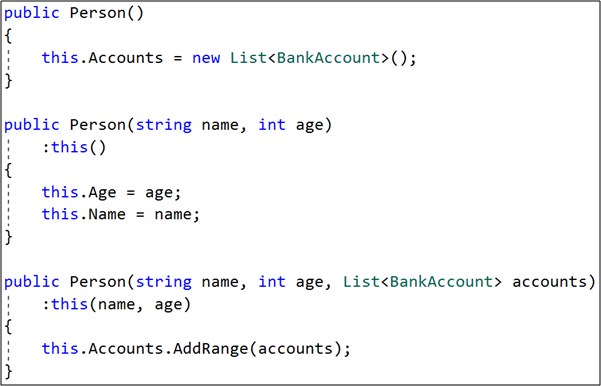 public Person()
{
this.Accounts = new List<BankAccount>();
}
public Person(string name, int age)
:this()
{
this.Age = age;
this.Name = name;
}
public Person(string name, int age, List<BankAccount> accounts)
:this(name, age)
{
this.Accounts.AddRange(accounts);
}